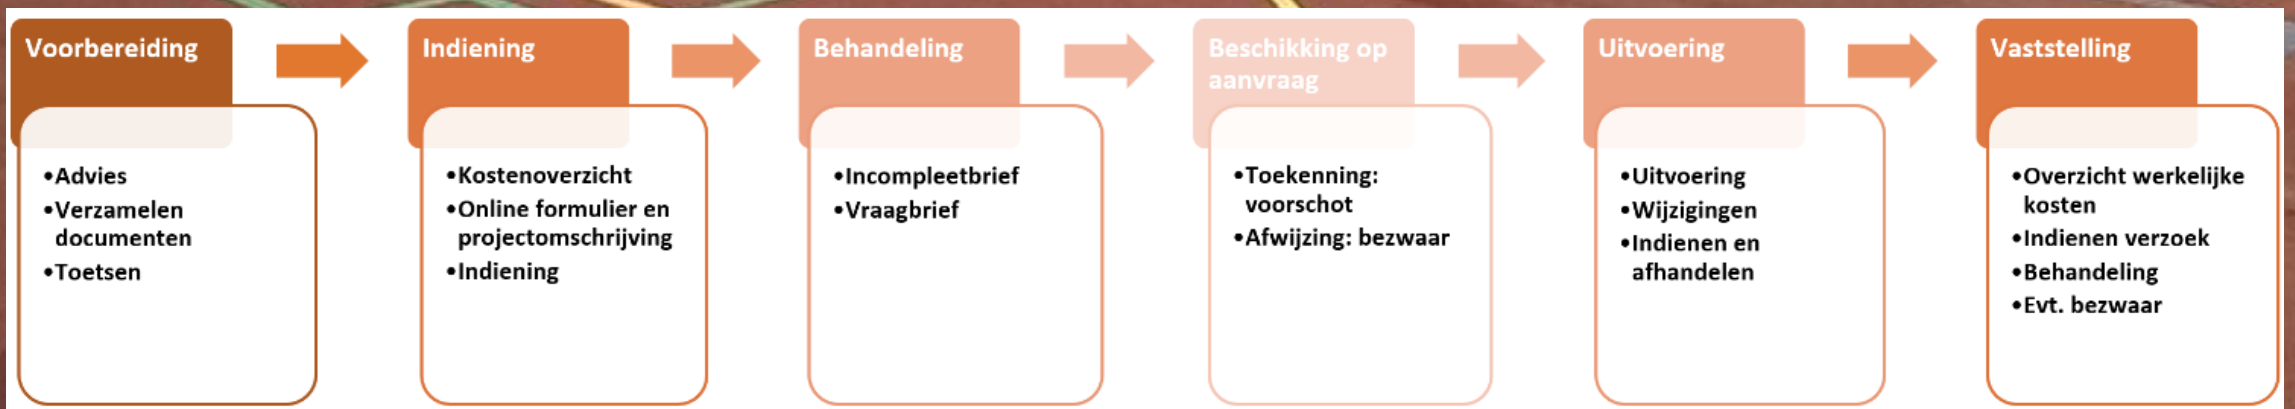 Voorbereiding
•Advies
•Verzamelen
documenten
•Toetsen
Indiening
•Kostenoverzicht
•Online formulier en
projectomschrijving
•Indiening
Behandeling
•Incompleetbrief
•Vraagbrief
Beschikking op
aanvraag
•Toekenning:
voorschot
•Afwijzing: bezwaar
Uitvoering
•Uitvoering
•Wijzigingen
•Indienen en
afhandelen
Vaststelling
•Overzicht werkelijke
kosten
•Indienen verzoek
•Behandeling
•Evt. bezwaar